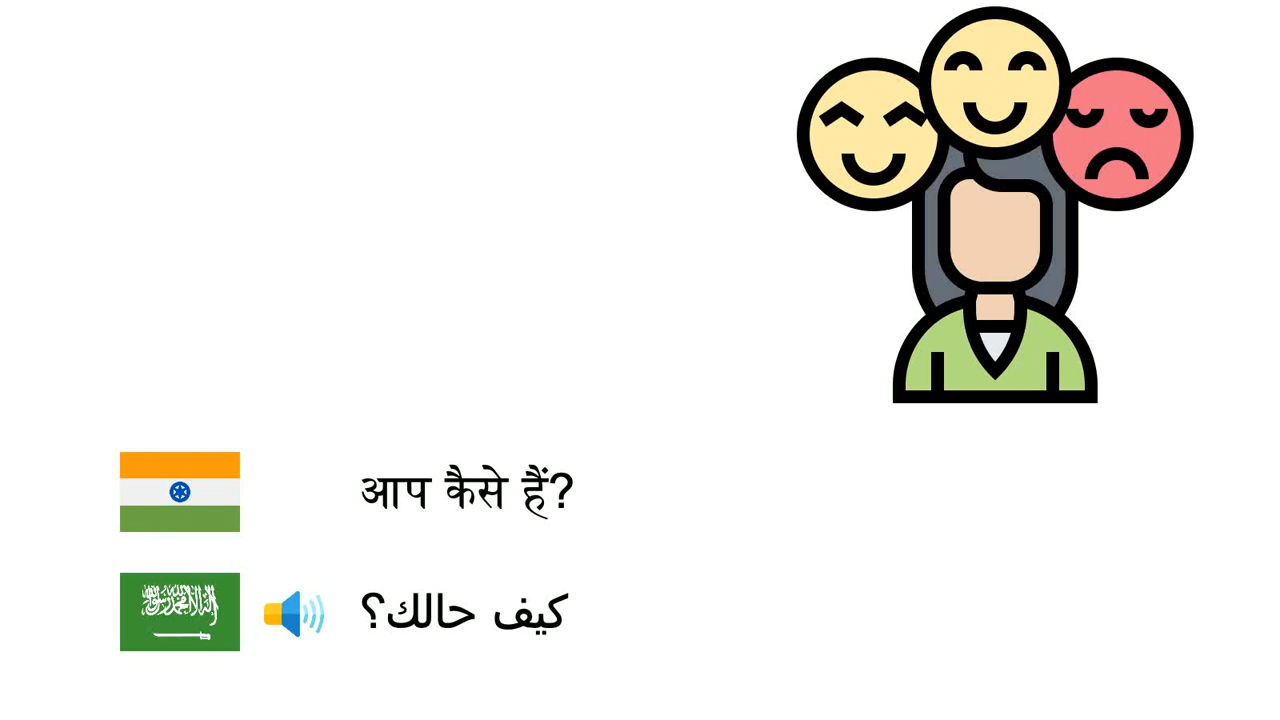 आप कैसे हैं?
كيف حالك؟